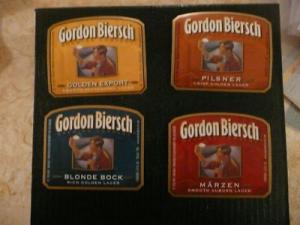 Gordon Biersch
GOLDEN EXPORT
Gordon Biersch
PILSNER
CRISP GOLDEN LAGER
Gordon Biersch
BLONDE BOCK
RICH GOLDEN LAGER
Gordon Biersch
MÄRZEN
SMOOTH AUBURN LAGER